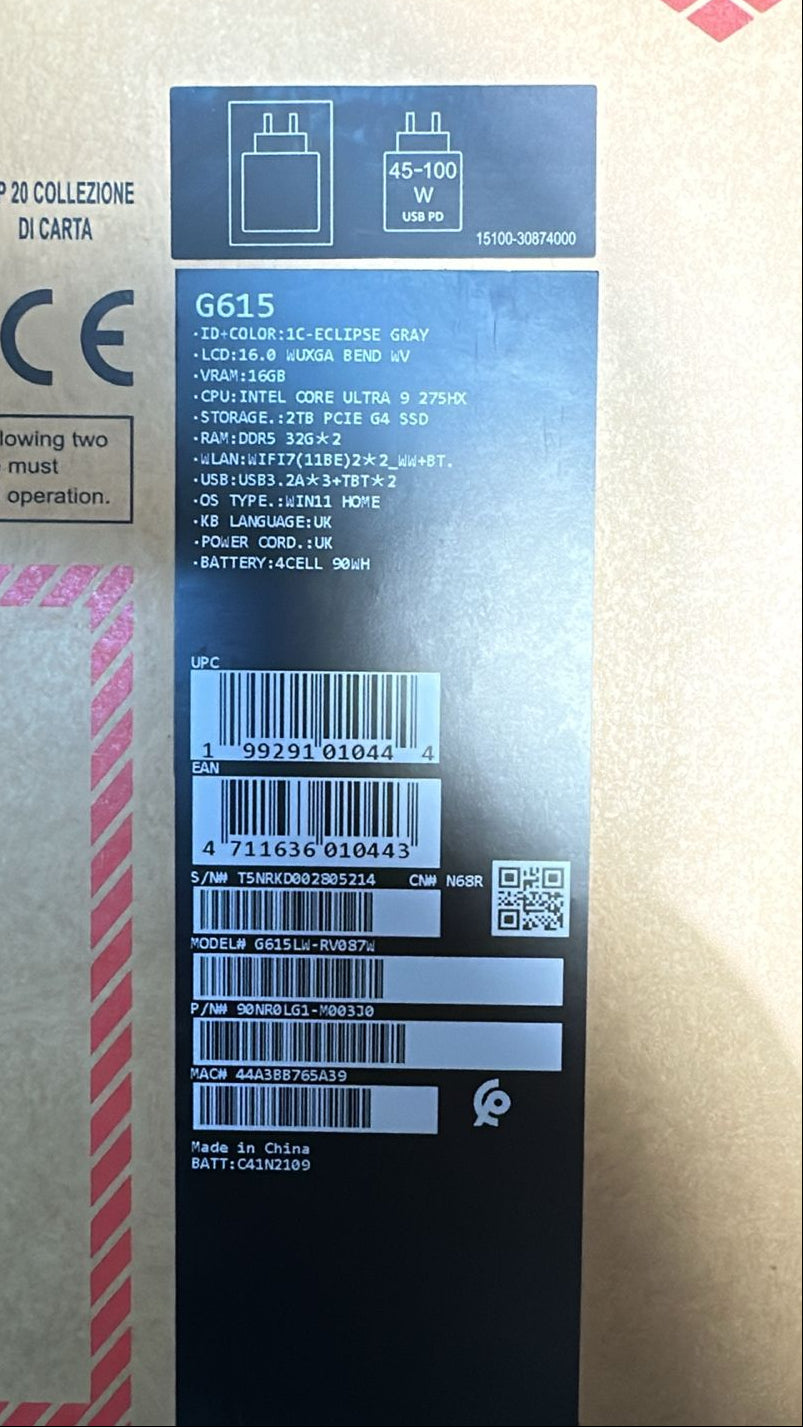 P 20 COLLEZIONE
DI CARTA
CE
lowing two
must
operation.
45-100
W
USB PD
15100-30874000
G615
·ID+COLOR:1C-ECLIPSE GRAY
·LCD:16.0 WUXGA BEND WV
·VRAM:16GB
·CPU:INTEL CORE ULTRA 9 275HX
·STORAGE.:2TB PCIE G4 SSD
·RAM:DDR5 32G*2
·WLAN:WIFI7(11BE)2*2_WW+BT.
·USB:USB3.2A*3+TBT*2
·OS TYPE.:WIN11 HOME
·KB LANGUAGE:UK
·POWER CORD.:UK
·BATTERY:4CELL 90WH
UPC
1 99291 01044 4
EAN
4 711636 010443
S/N# T5NRKD002805214 CN# N68R
MODEL# G615LW-RV087W
P/N# 90NR0LG1-M003J0
MAC# 44A3BB765A39
Made in China
BATT:C41N2109